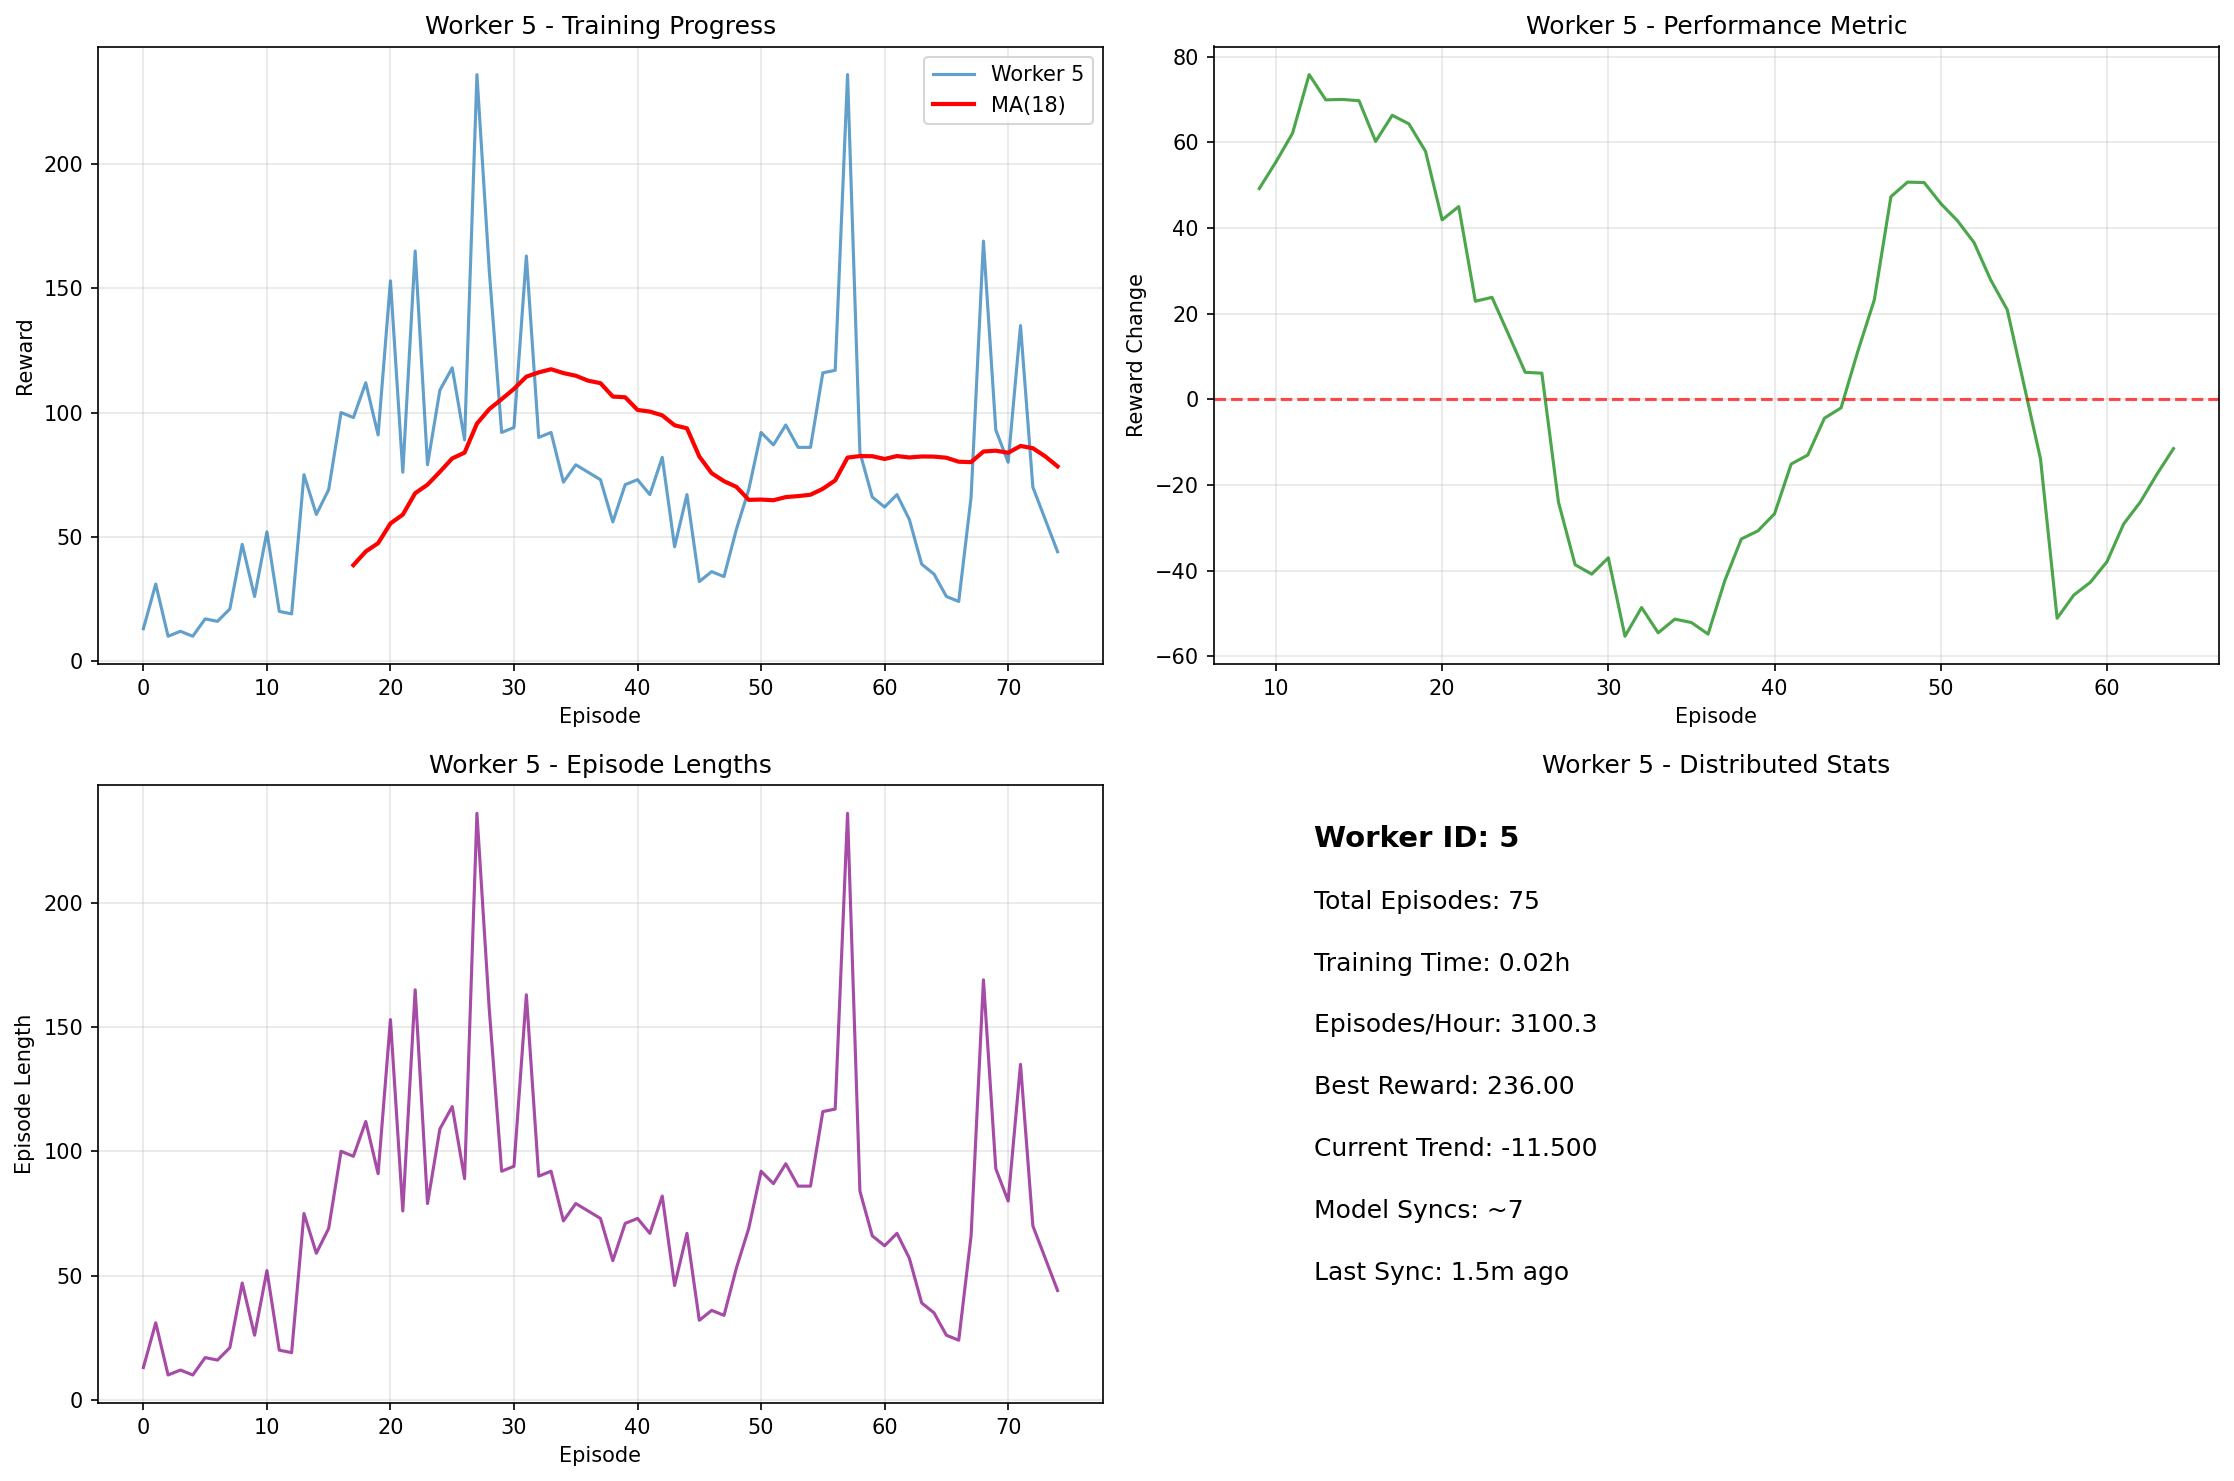 Worker 5 - Training Progress
Worker 5
MA(18)
Reward
200
150
100
50
0
0 10 20 30 40 50 60 70
Episode
Worker 5 - Performance Metric
Reward Change
80
60
40
20
0
−20
−40
−60
10 20 30 40 50 60
Episode
Worker 5 - Episode Lengths
Episode Length
200
150
100
50
0
0 10 20 30 40 50 60 70
Episode
Worker 5 - Distributed Stats
Worker ID: 5
Total Episodes: 75
Training Time: 0.02h
Episodes/Hour: 3100.3
Best Reward: 236.00
Current Trend: -11.500
Model Syncs: ~7
Last Sync: 1.5m ago